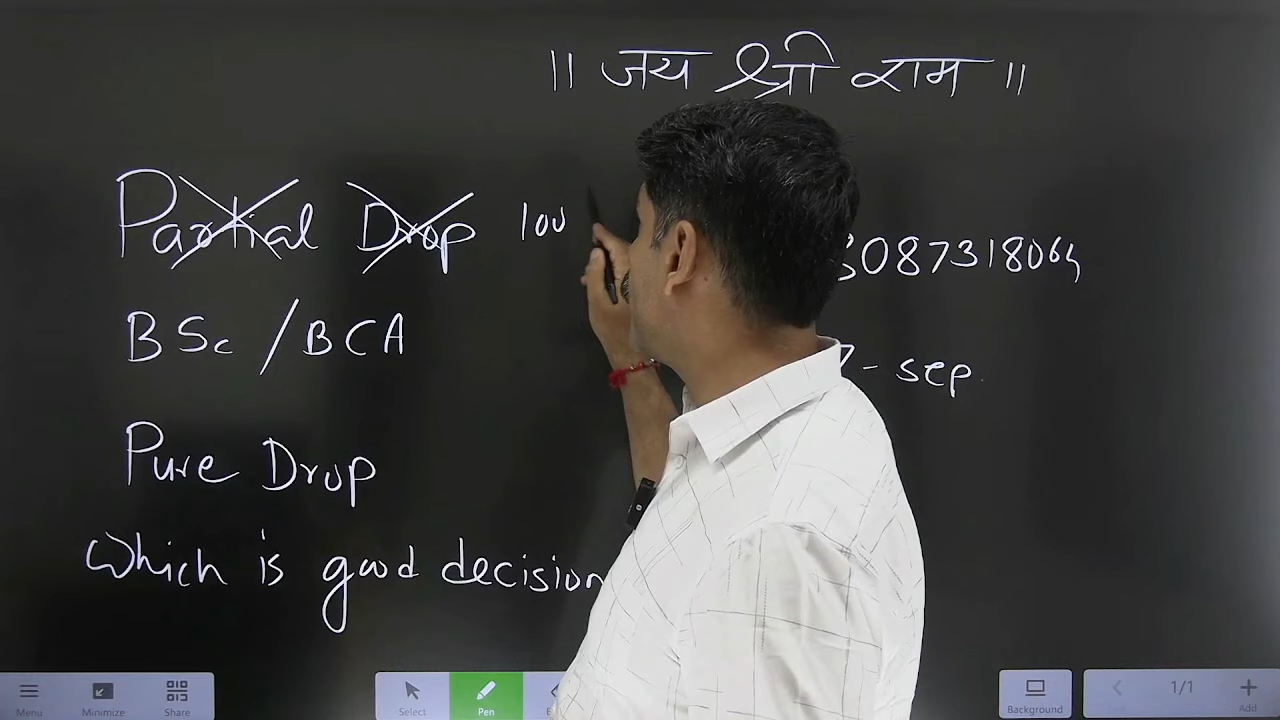 ॥ जय श्री राम ॥
Partial Drop 100
BSc / BCA
Pure Drop
which is good decision
087318064
- sep.
Menu
Minimize
Share
Select
Pen
Background
1/1
Add